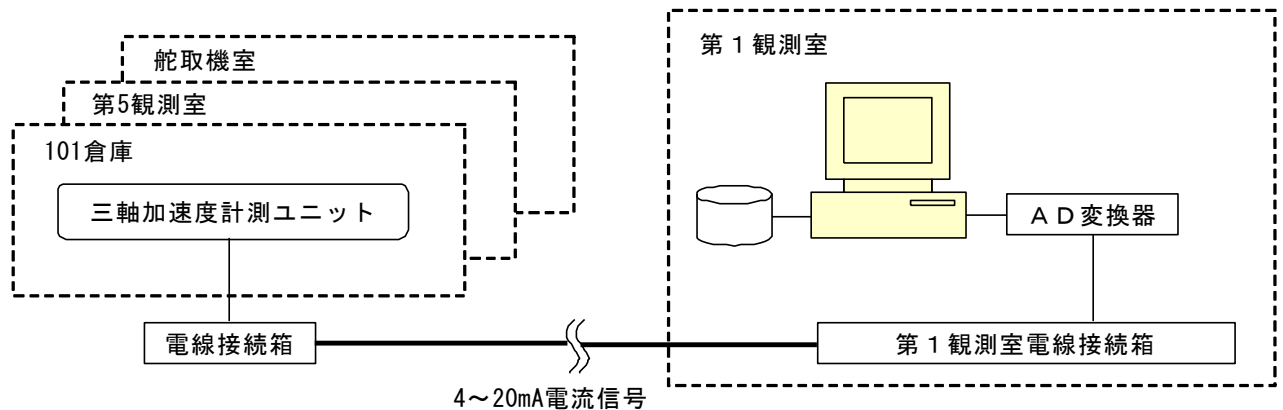 舵取機室
第5観測室
101倉庫
三軸加速度計測ユニット
電線接続箱
4～20mA電流信号
第１観測室
ＡＤ変換器
第１観測室電線接続箱